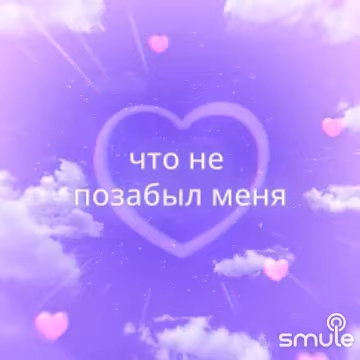 что не
позабыл меня
smule